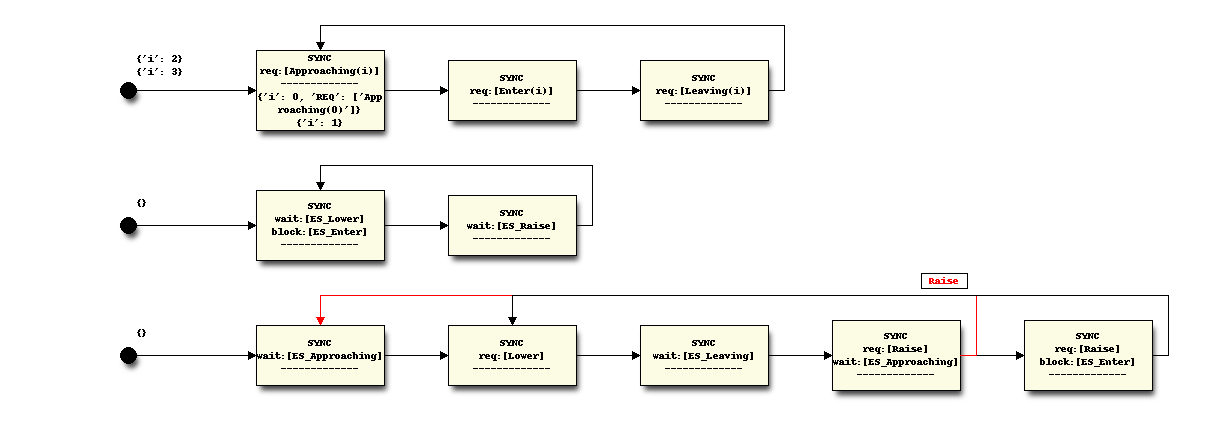 {'i': 2}
{'i': 3}
SYNC
req:[Approaching(i)]
-------------
{'i': 0, 'REQ': ['App
roaching(0)']}
{'i': 1}
SYNC
req:[Enter(i)]
-------------
SYNC
req:[Leaving(i)]
-------------
{}
SYNC
wait:[ES_Lower]
block:[ES_Enter]
-------------
SYNC
wait:[ES_Raise]
-------------
Raise
{}
SYNC
wait:[ES_Approaching]
-------------
SYNC
req:[Lower]
-------------
SYNC
wait:[ES_Leaving]
-------------
SYNC
req:[Raise]
wait:[ES_Approaching]
-------------
SYNC
req:[Raise]
block:[ES_Enter]
-------------